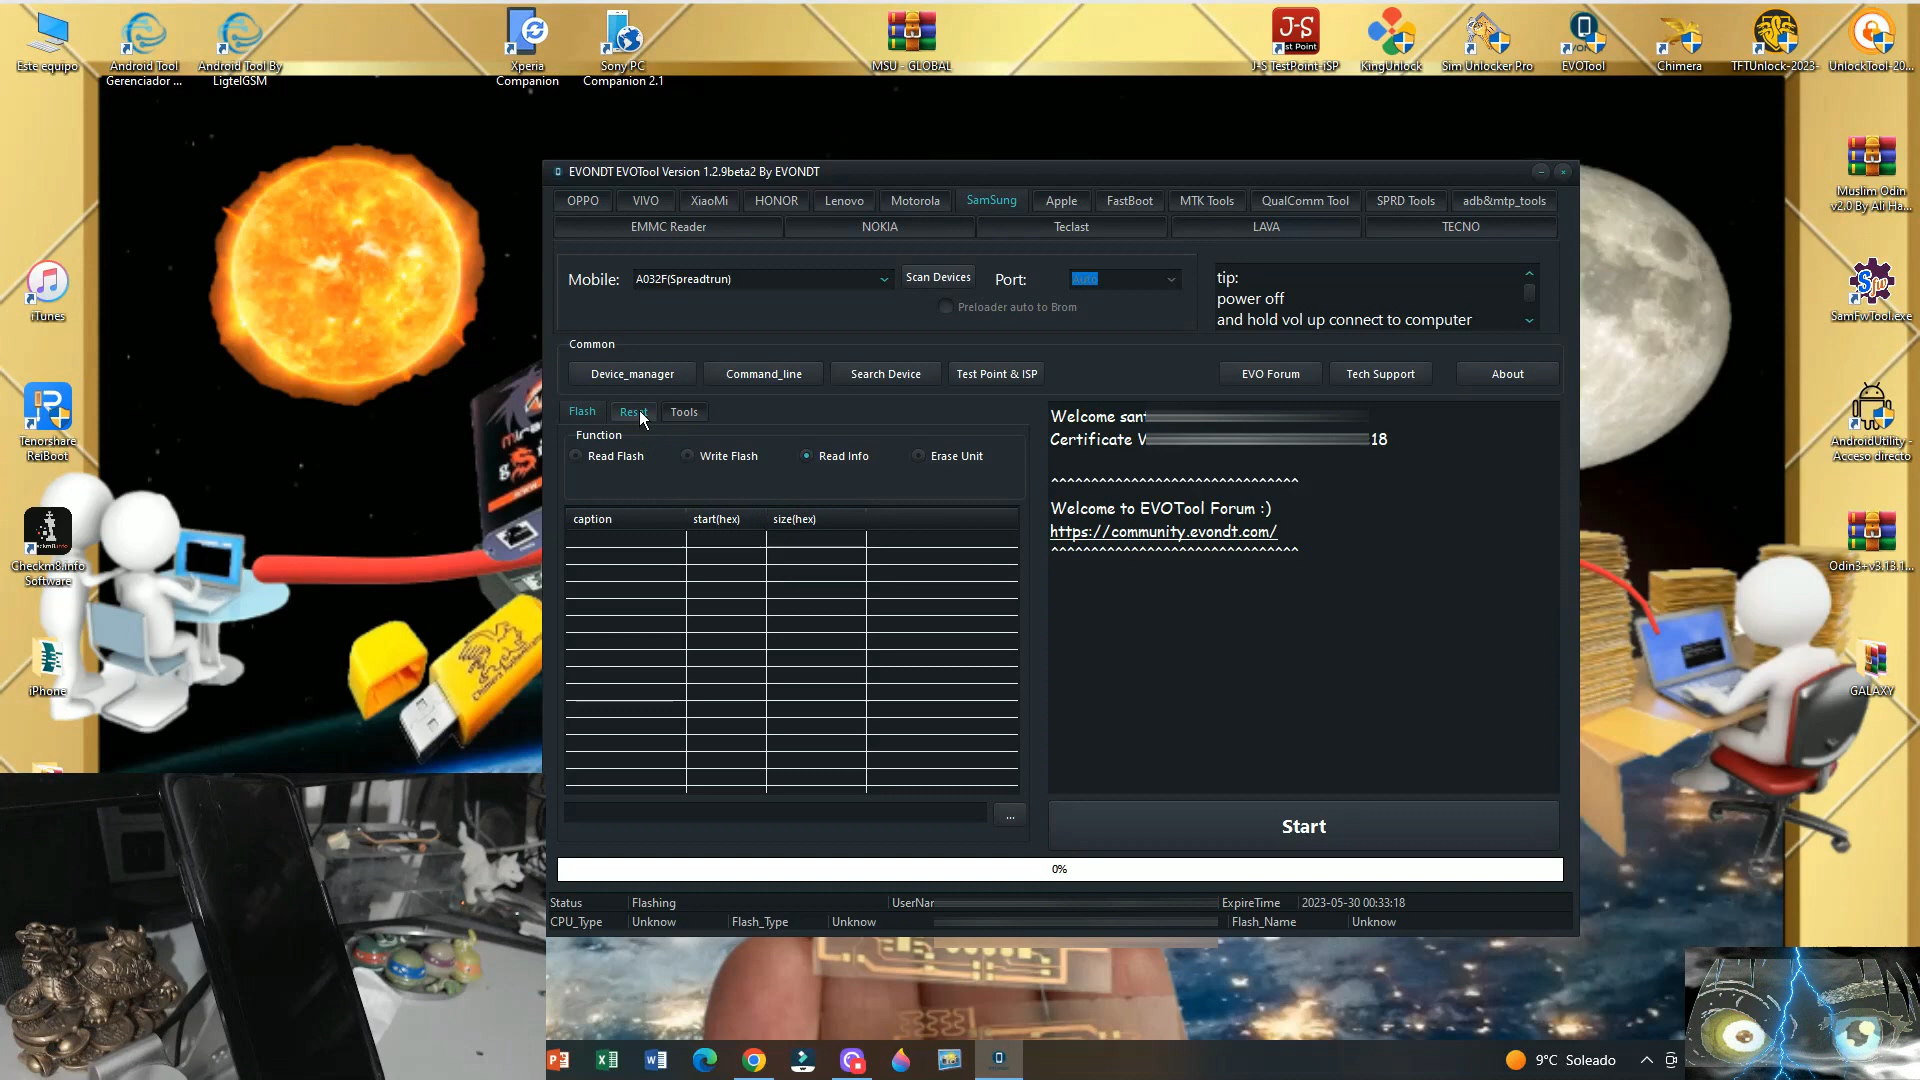 Este equipo
Android Tool
Gerenciador ...
Android Tool By
LigtelGSM
Xperia
Companion
Sony PC
Companion 2.1
MSU - GLOBAL
J-S TestPoint-ISP
KingUnlock
Sim Unlocker Pro
EVOTool
Chimera
TFTUnlock-2023-
UnlockTool-20...
iTunes
Tenorshare
ReiBoot
Checkm8.info
Software
iPhone
Muslim Odin
v2.0 By Ali Ha...
SamFwTool.exe
AndroidUtility -
Acceso directo
Odin3+v3.13.1...
GALAXY
EVONDT EVOTool Version 1.2.9beta2 By EVONDT
OPPO VIVO XiaoMi HONOR Lenovo Motorola SamSung Apple FastBoot MTK Tools QualComm Tool SPRD Tools adb&mtp_tools
EMMC Reader NOKIA Teclast LAVA TECNO
Mobile: A032F(Spreadtrun) Scan Devices Port: Auto
Preloader auto to Brom
tip:
power off
and hold vol up connect to computer
Common
Device_manager Command_line Search Device Test Point & ISP EVO Forum Tech Support About
Flash Reset Tools
Function
Read Flash Write Flash Read Info Erase Unit
caption start(hex) size(hex)
...
Welcome san
Certificate 18
^^^^^^^^^^^^^^^^^^^^^^^^^^^^^^^
Welcome to EVOTool Forum :)
https://community.evondt.com/
^^^^^^^^^^^^^^^^^^^^^^^^^^^^^^^
Start
0%
Status Flashing UserNar ExpireTime 2023-05-30 00:33:18
CPU_Type Unknow Flash_Type Unknow Flash_Name Unknow
9°C Soleado